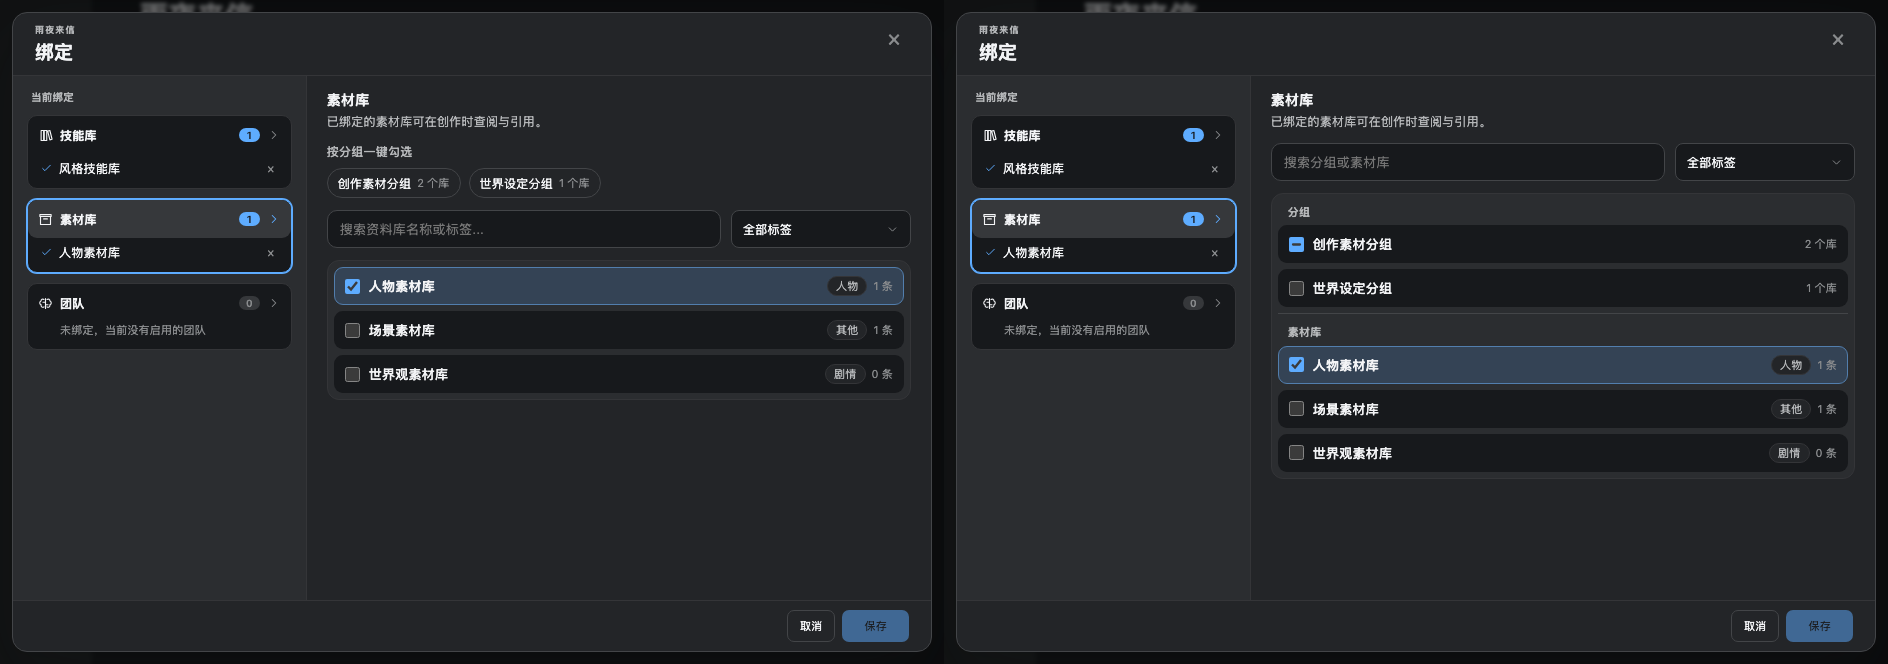 雨夜来信
绑定
当前绑定
技能库 1
风格技能库
素材库 1
人物素材库
团队 0
未绑定，当前没有启用的团队
素材库
已绑定的素材库可在创作时查阅与引用。
按分组一键勾选
创作素材分组 2 个库 世界设定分组 1 个库
搜索资料库名称或标签... 全部标签
人物素材库 人物 1 条
场景素材库 其他 1 条
世界观素材库 剧情 0 条
取消 保存
雨夜来信
绑定
当前绑定
技能库 1
风格技能库
素材库 1
人物素材库
团队 0
未绑定，当前没有启用的团队
素材库
已绑定的素材库可在创作时查阅与引用。
搜索分组或素材库 全部标签
分组
创作素材分组 2 个库
世界设定分组 1 个库
素材库
人物素材库 人物 1 条
场景素材库 其他 1 条
世界观素材库 剧情 0 条
取消 保存